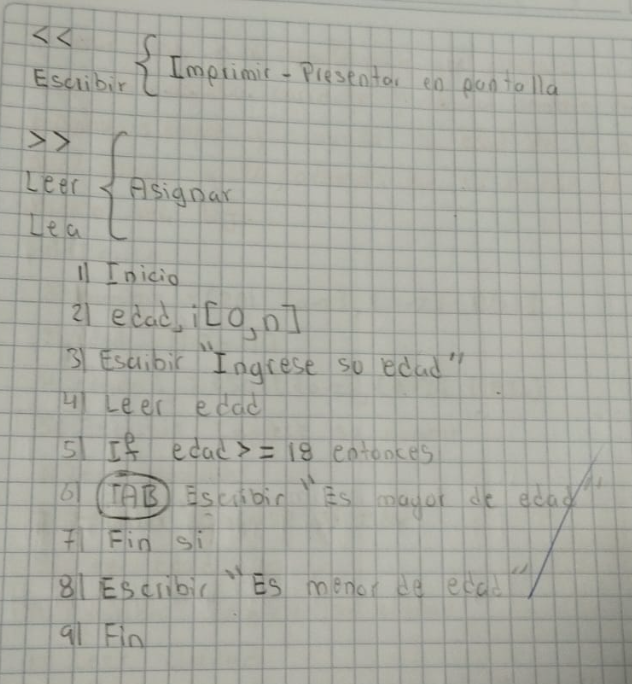 <<
Escribir { Imprimir - Presentar en pantalla
>>
Leer { Asignar
Lea
1) Inicio
2) edad, i[0,n]
3) Escribir "Ingrese so edad"
4) Leer edad
5) If edad >= 18 entonces
6) TAB Escribir "Es mayor de edad"
7) Fin si
8) Escribir "Es menor de edad"
9) Fin